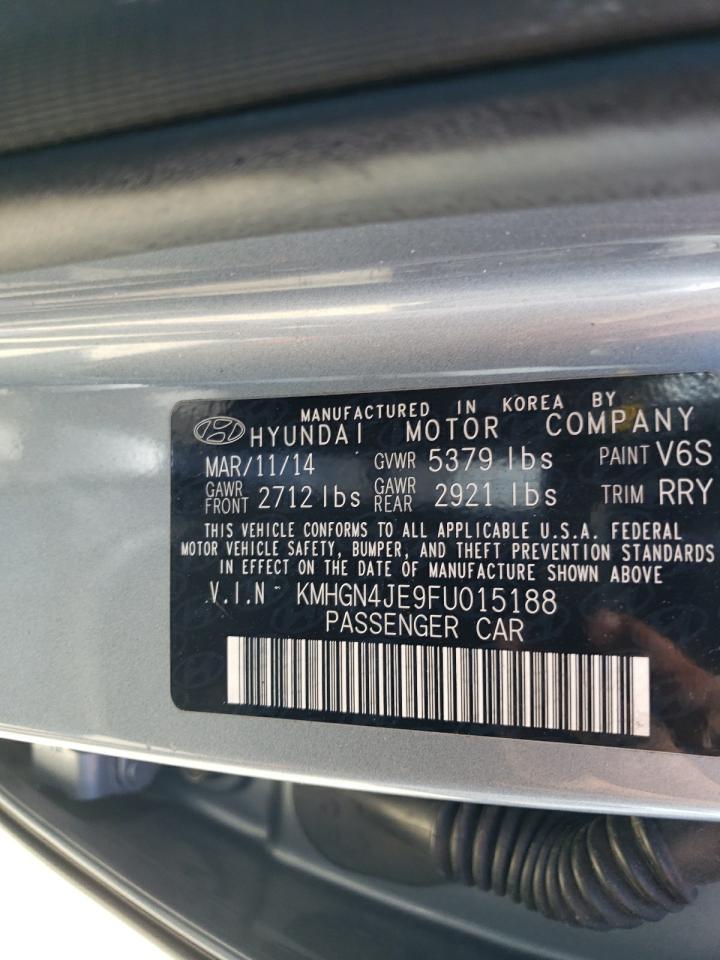 MANUFACTURED IN KOREA BY
HYUNDAI MOTOR COMPANY
MAR/11/14 GVWR 5379 lbs PAINT V6S
GAWR FRONT 2712 lbs GAWR REAR 2921 lbs TRIM RRY
THIS VEHICLE CONFORMS TO ALL APPLICABLE U.S.A. FEDERAL
MOTOR VEHICLE SAFETY, BUMPER, AND THEFT PREVENTION STANDARDS
IN EFFECT ON THE DATE OF MANUFACTURE SHOWN ABOVE
V.I.N KMHGN4JE9FU015188
PASSENGER CAR